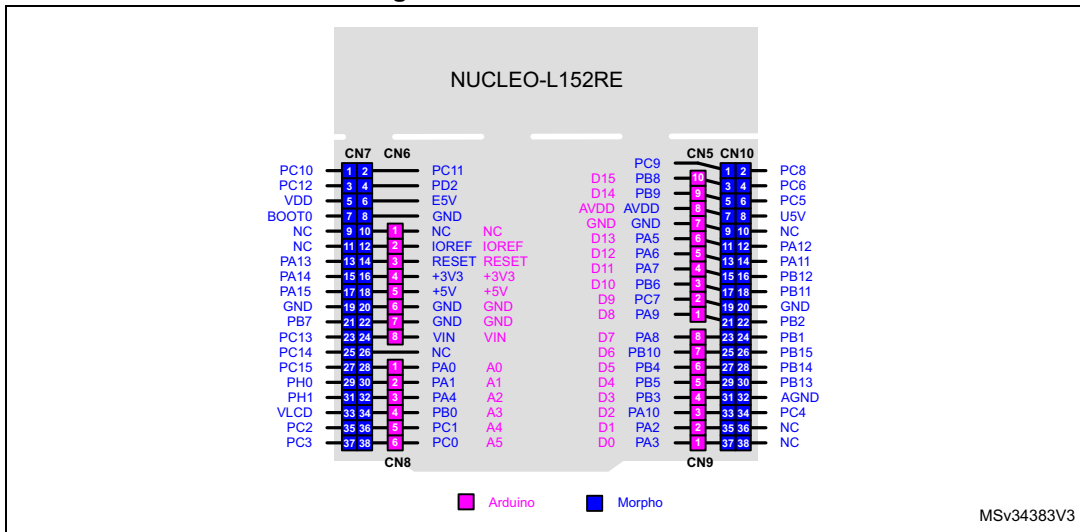 NUCLEO-L152RE
CN7 CN6 CN5 CN10
PC10 1 2 PC11 PC9 1 2 PC8
PC12 3 4 PD2 D15 PB8 10 3 4 PC6
VDD 5 6 E5V D14 PB9 9 5 6 PC5
BOOT0 7 8 GND AVDD AVDD 8 7 8 U5V
NC 9 10 1 NC NC GND GND 7 9 10 NC
NC 11 12 2 IOREF IOREF D13 PA5 6 11 12 PA12
PA13 13 14 3 RESET RESET D12 PA6 5 13 14 PA11
PA14 15 16 4 +3V3 +3V3 D11 PA7 4 15 16 PB12
PA15 17 18 5 +5V +5V D10 PB6 3 17 18 PB11
GND 19 20 6 GND GND D9 PC7 2 19 20 GND
PB7 21 22 7 GND GND D8 PA9 1 21 22 PB2
PC13 23 24 8 VIN VIN D7 PA8 8 23 24 PB1
PC14 25 26 NC D6 PB10 7 25 26 PB15
PC15 27 28 1 PA0 A0 D5 PB4 6 27 28 PB14
PH0 29 30 2 PA1 A1 D4 PB5 5 29 30 PB13
PH1 31 32 3 PA4 A2 D3 PB3 4 31 32 AGND
VLCD 33 34 4 PB0 A3 D2 PA10 3 33 34 PC4
PC2 35 36 5 PC1 A4 D1 PA2 2 35 36 NC
PC3 37 38 6 PC0 A5 D0 PA3 1 37 38 NC
CN8 CN9
Arduino Morpho
MSv34383V3